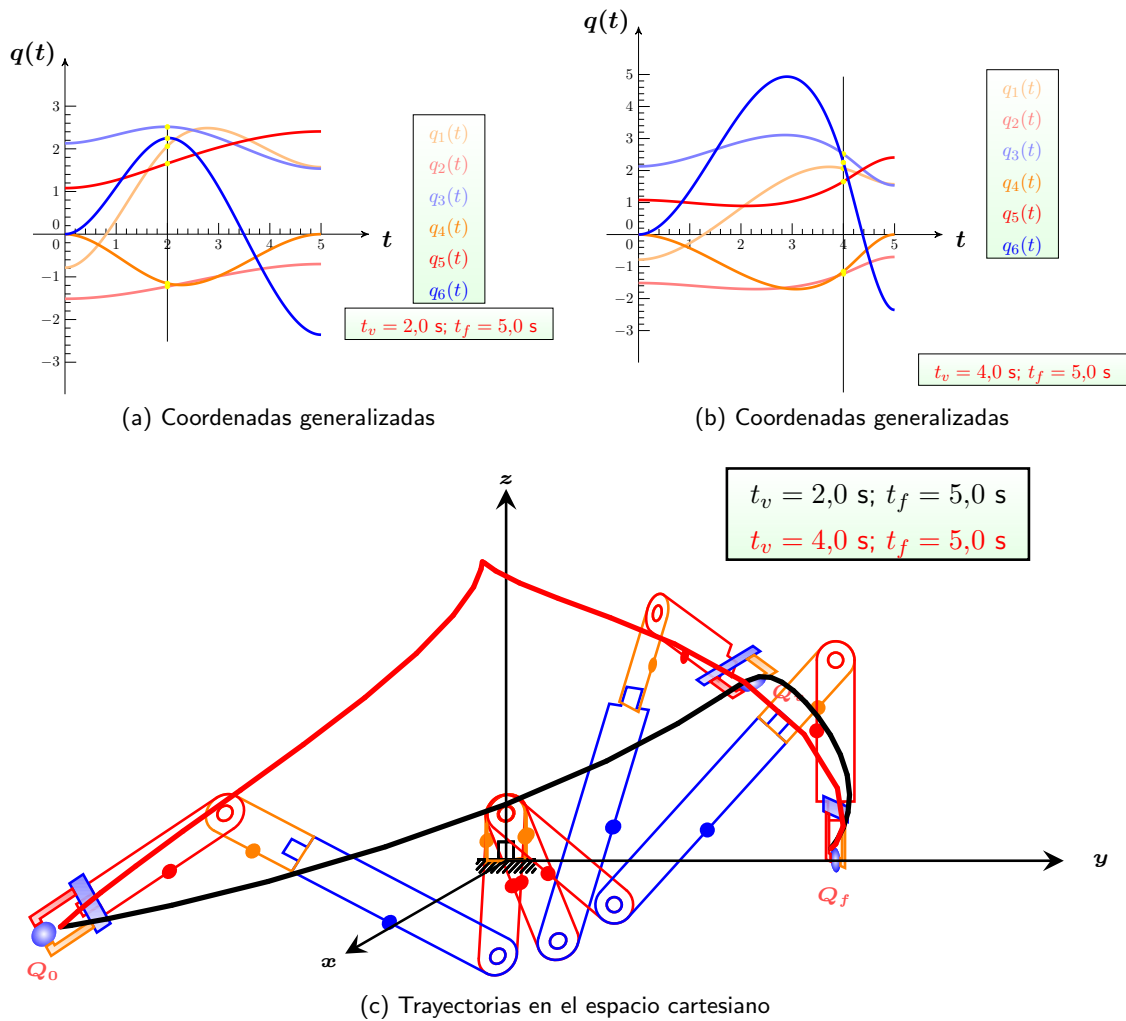 q(t)
3
2
1
0
−1
−2
−3
0
1
2
3
4
5
t
q1(t)
q2(t)
q3(t)
q4(t)
q5(t)
q6(t)
tv = 2,0 s; tf = 5,0 s
(a) Coordenadas generalizadas
q(t)
5
4
3
2
1
0
−1
−2
−3
0
1
2
3
4
5
t
q1(t)
q2(t)
q3(t)
q4(t)
q5(t)
q6(t)
tv = 4,0 s; tf = 5,0 s
(b) Coordenadas generalizadas
z
tv = 2,0 s; tf = 5,0 s
tv = 4,0 s; tf = 5,0 s
y
Qf
x
Q0
(c) Trayectorias en el espacio cartesiano